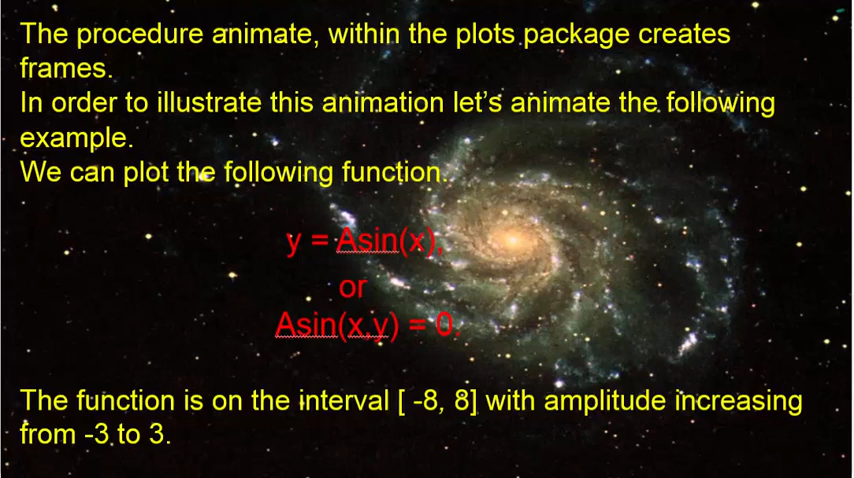 The procedure animate, within the plots package creates
frames.
In order to illustrate this animation let’s animate the following
example.
We can plot the following function.
y = Asin(x),
or
Asin(x,y) = 0.
The function is on the interval [ -8, 8] with amplitude increasing
from -3 to 3.